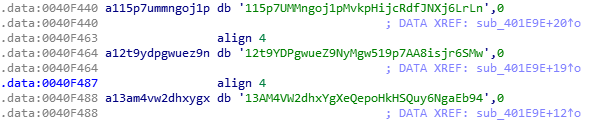 .data:0040F440 a115p7ummngoj1p db '115p7UMMngoj1pMvkpHijcRdfJNXj6LrLn',0
.data:0040F440 ; DATA XREF: sub_401E9E+20↑o
.data:0040F463 align 4
.data:0040F464 a12t9ydpgwuez9n db '12t9YDPgwueZ9NyMgw519p7AA8isjr6SMw',0
.data:0040F464 ; DATA XREF: sub_401E9E+19↑o
.data:0040F487 align 4
.data:0040F488 a13am4vw2dhxygx db '13AM4VW2dhxYgXeQepoHkHSQuy6NgaEb94',0
.data:0040F488 ; DATA XREF: sub_401E9E+12↑o